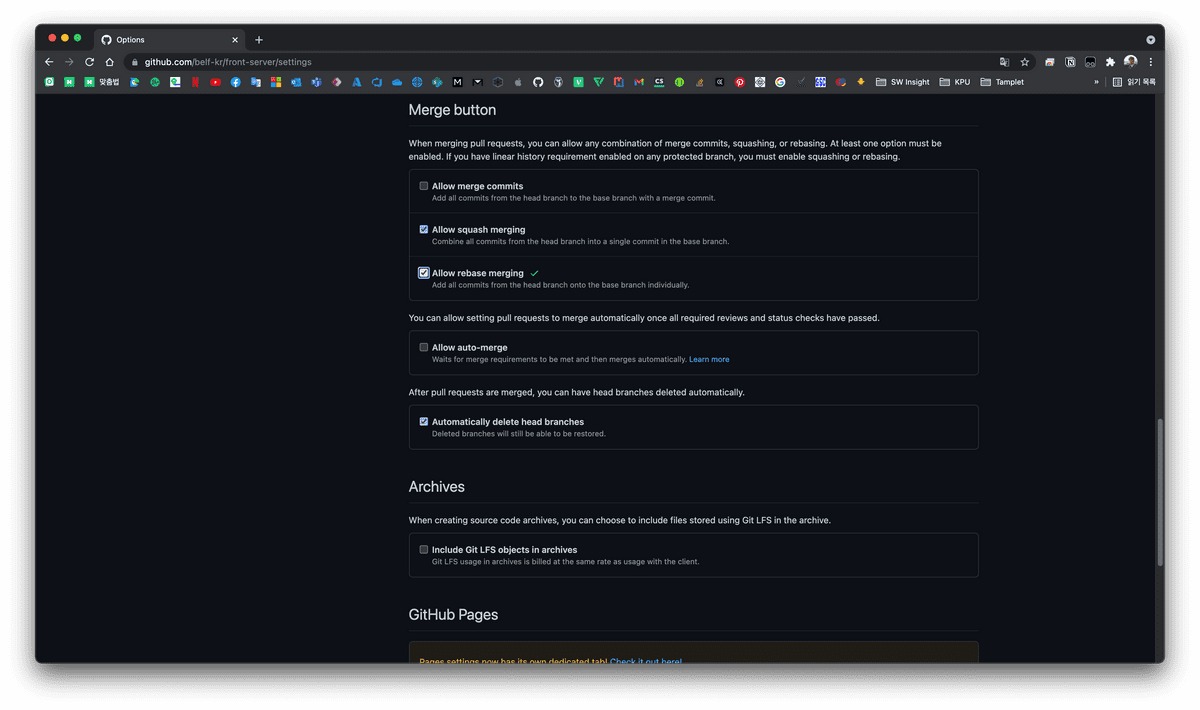 Options
github.com/belf-kr/front-server/settings
맞춤법
M
CS
SW Insight
KPU
Tamplet
»
읽기 목록
Merge button
When merging pull requests, you can allow any combination of merge commits, squashing, or rebasing. At least one option must be
enabled. If you have linear history requirement enabled on any protected branch, you must enable squashing or rebasing.
Allow merge commits
Add all commits from the head branch to the base branch with a merge commit.
Allow squash merging
Combine all commits from the head branch into a single commit in the base branch.
Allow rebase merging
Add all commits from the head branch onto the base branch individually.
You can allow setting pull requests to merge automatically once all required reviews and status checks have passed.
Allow auto-merge
Waits for merge requirements to be met and then merges automatically. Learn more
After pull requests are merged, you can have head branches deleted automatically.
Automatically delete head branches
Deleted branches will still be able to be restored.
Archives
When creating source code archives, you can choose to include files stored using Git LFS in the archive.
Include Git LFS objects in archives
Git LFS usage in archives is billed at the same rate as usage with the client.
GitHub Pages
Pages settings now has its own dedicated tab! Check it out here!